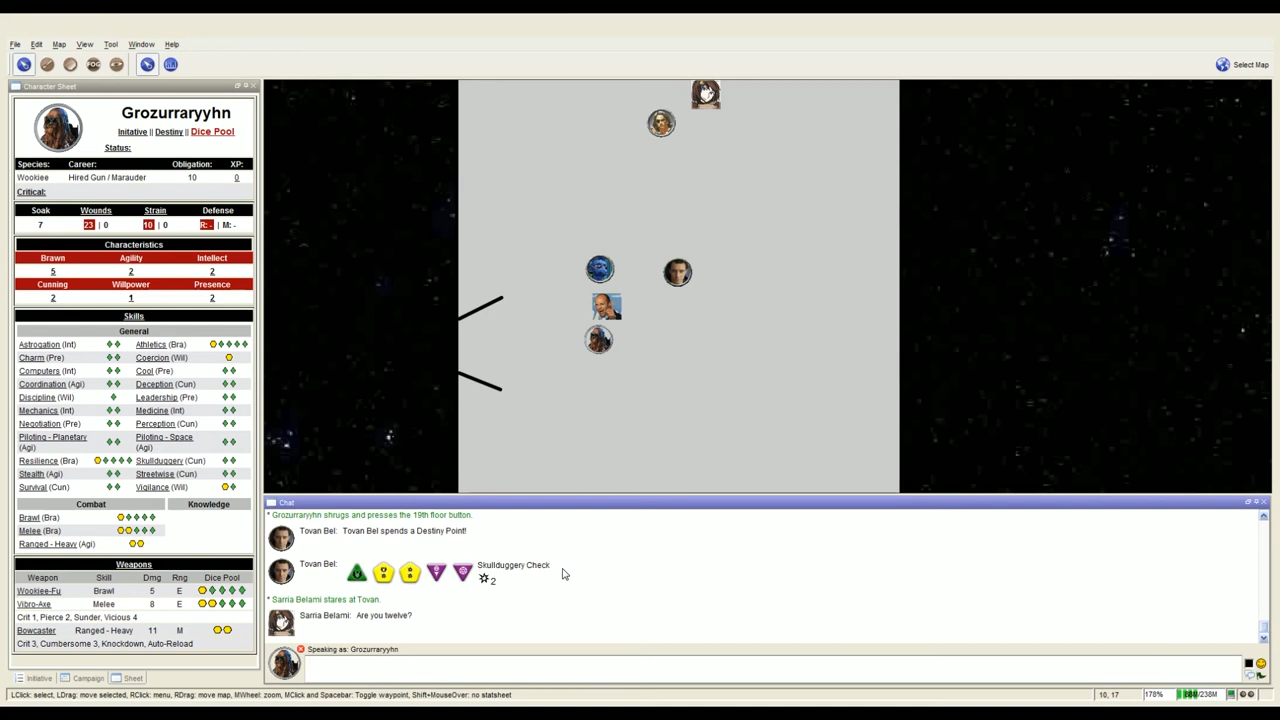 File Edit Map View Tool Window Help
FOG
Select Map
Character Sheet
Grozurraryyhn
Initative || Destiny || Dice Pool
Status:
Species: Career: Obligation: XP:
Wookiee Hired Gun / Marauder 10 0
Critical:
Soak Wounds Strain Defense
7 23 | 0 10 | 0 R: - | M: -
Characteristics
Brawn Agility Intellect
5 2 2
Cunning Willpower Presence
2 1 2
Skills
General
Astrogation (Int) Athletics (Bra)
Charm (Pre) Coercion (Wil)
Computers (Int) Cool (Pre)
Coordination (Agi) Deception (Cun)
Discipline (Wil) Leadership (Pre)
Mechanics (Int) Medicine (Int)
Negotiation (Pre) Perception (Cun)
Piloting - Planetary (Agi) Piloting - Space (Agi)
Resilience (Bra) Skullduggery (Cun)
Stealth (Agi) Streetwise (Cun)
Survival (Cun) Vigilance (Wil)
Combat Knowledge
Brawl (Bra)
Melee (Bra)
Ranged - Heavy (Agi)
Weapons
Weapon Skill Dmg Rng Dice Pool
Wookiee-Fu Brawl 5 E
Vibro-Axe Melee 8 E
Crit 1, Pierce 2, Sunder, Vicious 4
Bowcaster Ranged - Heavy 11 M
Crit 3, Cumbersome 3, Knockdown, Auto-Reload
Initiative Campaign Sheet
Chat
* Grozurraryyhn shrugs and presses the 19th floor button.
Tovan Bel: Tovan Bel spends a Destiny Point!
Tovan Bel: Skullduggery Check
2
* Sarria Belami stares at Tovan.
Sarria Belami: Are you twelve?
Speaking as: Grozurraryyhn
LClick: select, LDrag: move selected, RClick: menu, RDrag: move map, MWheel: zoom, MClick and Spacebar: Toggle waypoint, Shift+MouseOver: no statsheet
10, 17 178% 88M/238M